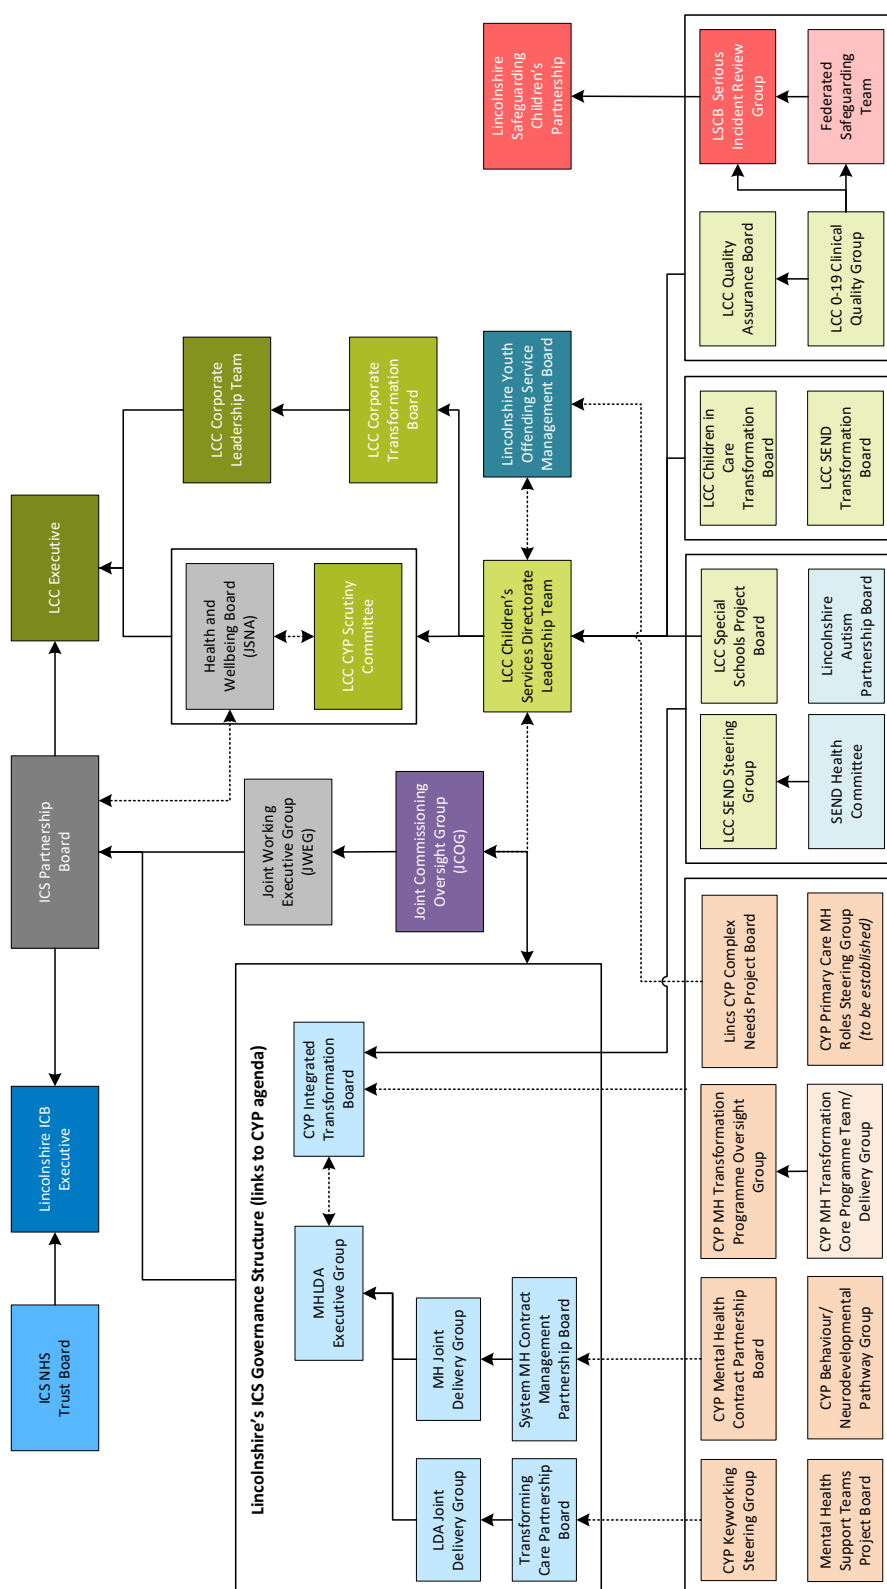 ICS NHS
Trust Board
Lincolnshire ICB
Executive
ICS Partnership
Board
LCC Executive
LCC Corporate
Leadership Team
Health and
Wellbeing Board
(JSNA)
LCC CYP Scrutiny
Committee
LCC Corporate
Transformation
Board
Joint Working
Executive Group
(JWEG)
Joint Commissioning
Oversight Group
(JCOG)
LCC Children's
Services Directorate
Leadership Team
Lincolnshire Youth
Offending Service
Management Board
Lincolnshire
Safeguarding
Children's
Partnership
Lincolnshire's ICS Governance Structure (links to CYP agenda)
MHLDA
Executive Group
CYP Integrated
Transformation
Board
LDA Joint
Delivery Group
MH Joint
Delivery Group
Transforming
Care Partnership
Board
System MH Contract
Management
Partnership Board
CYP Keyworking
Steering Group
CYP Mental Health
Contract Partnership
Board
CYP MH Transformation
Programme Oversight
Group
Lincs CYP Complex
Needs Project Board
Mental Health
Support Teams
Project Board
CYP Behaviour/
Neurodevelopmental
Pathway Group
CYP MH Transformation
Core Programme Team/
Delivery Group
CYP Primary Care MH
Roles Steering Group
(to be established)
LCC SEND Steering
Group
LCC Special
Schools Project
Board
SEND Health
Committee
Lincolnshire
Autism
Partnership Board
LCC Children in
Care
Transformation
Board
LCC SEND
Transformation
Board
LCC Quality
Assurance Board
LSCB  Serious
Incident Review
Group
LCC 0-19 Clinical
Quality Group
Federated
Safeguarding
Team